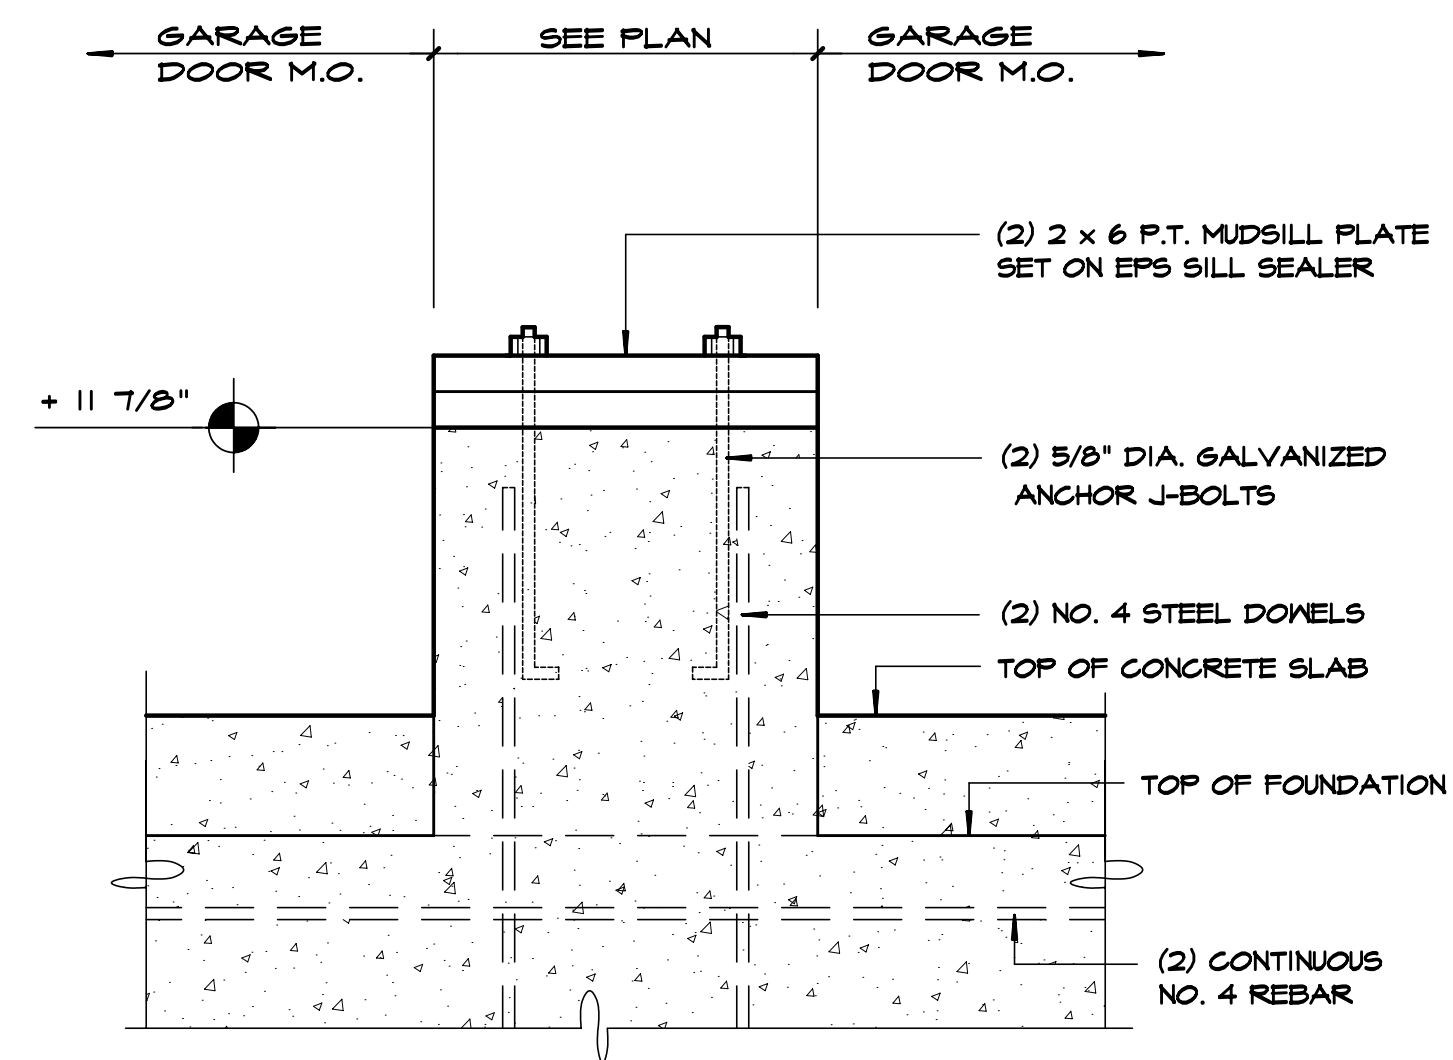 GARAGE
DOOR M.O.
SEE PLAN
GARAGE
DOOR M.O.
(2) 2 x 6 P.T. MUDSILL PLATE
SET ON EPS SILL SEALER
+ 11 7/8"
(2) 5/8" DIA. GALVANIZED
ANCHOR J-BOLTS
(2) NO. 4 STEEL DOWELS
TOP OF CONCRETE SLAB
TOP OF FOUNDATION
(2) CONTINUOUS
NO. 4 REBAR